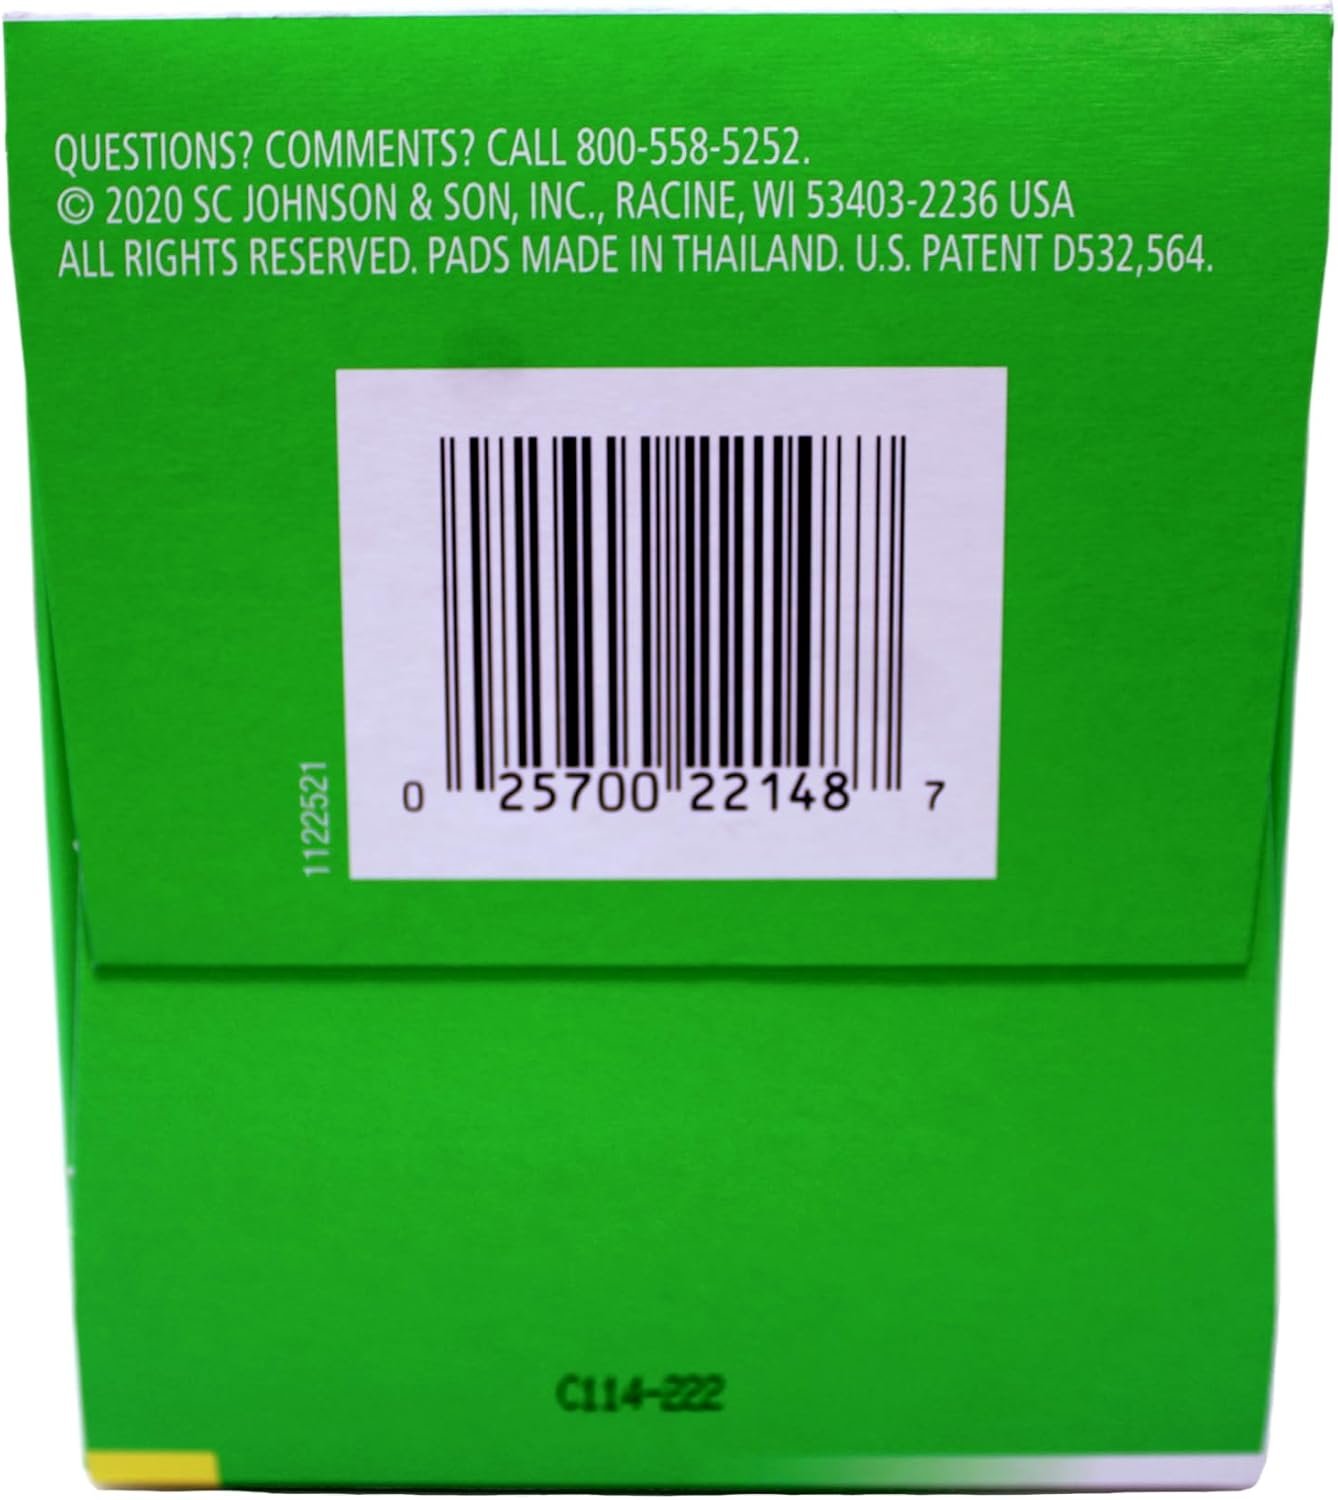 QUESTIONS? COMMENTS? CALL 800-558-5252.
© 2020 SC JOHNSON & SON, INC., RACINE, WI 53403-2236 USA
ALL RIGHTS RESERVED. PADS MADE IN THAILAND. U.S. PATENT D532,564.
11225211
0 25700 22148 7
C114-222